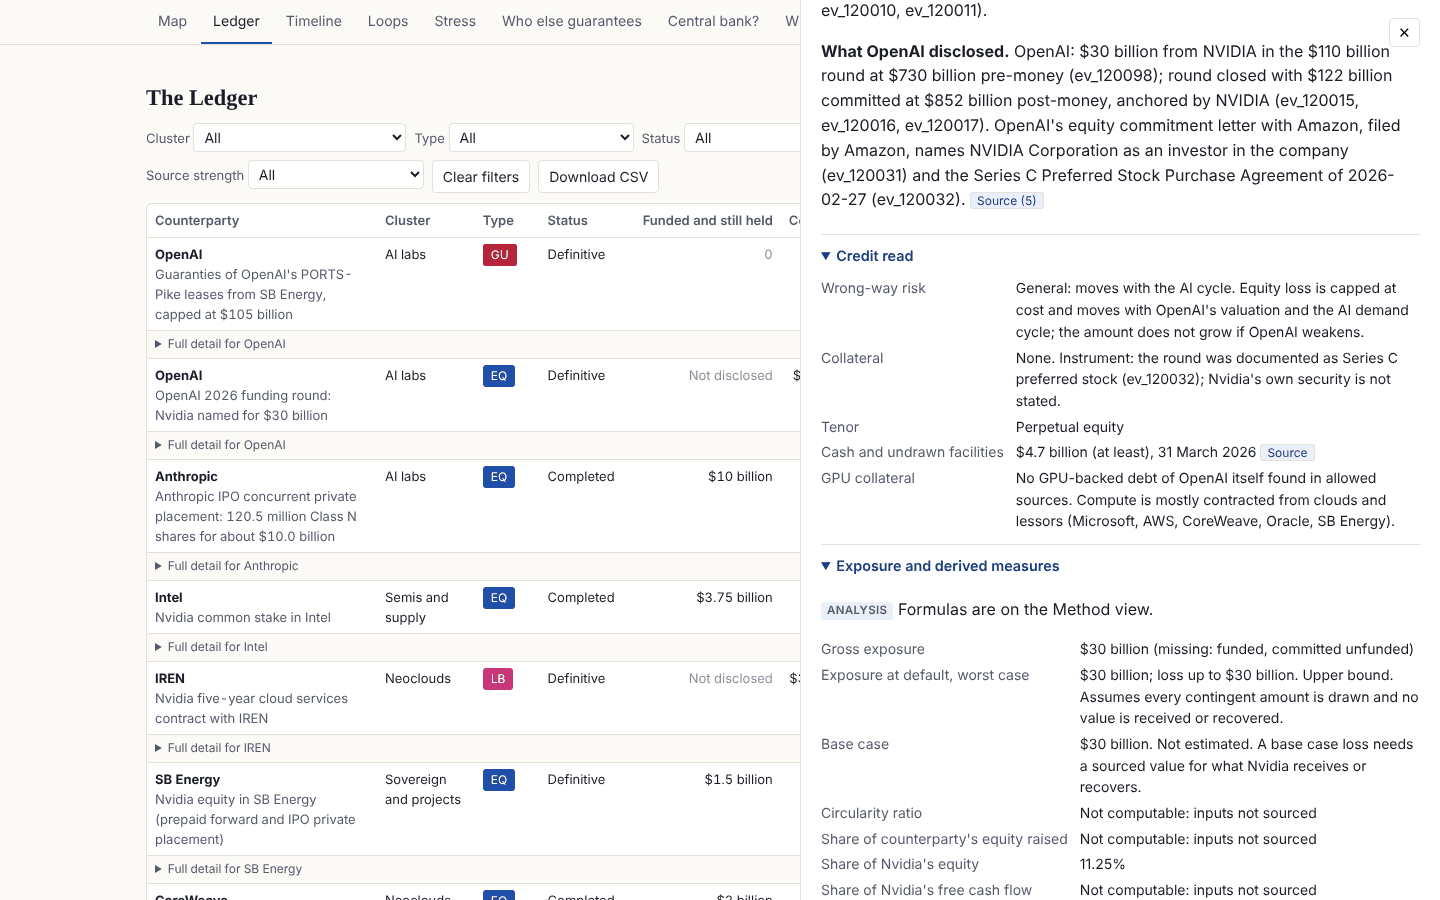 Map Ledger Timeline Loops Stress Who else guarantees Central bank? W
The Ledger
Cluster All Type All Status All
Source strength All Clear filters Download CSV
Counterparty Cluster Type Status Funded and still held
OpenAI AI labs GU Definitive 0
Guaranties of OpenAI's PORTS-
Pike leases from SB Energy,
capped at $105 billion
▶ Full detail for OpenAI
OpenAI AI labs EQ Definitive Not disclosed $
OpenAI 2026 funding round:
Nvidia named for $30 billion
▶ Full detail for OpenAI
Anthropic AI labs EQ Completed $10 billion
Anthropic IPO concurrent private
placement: 120.5 million Class N
shares for about $10.0 billion
▶ Full detail for Anthropic
Intel Semis and EQ Completed $3.75 billion
Nvidia common stake in Intel supply
▶ Full detail for Intel
IREN Neoclouds LB Definitive Not disclosed
Nvidia five-year cloud services
contract with IREN
▶ Full detail for IREN
SB Energy Sovereign EQ Definitive $1.5 billion
Nvidia equity in SB Energy and projects
(prepaid forward and IPO private
placement)
▶ Full detail for SB Energy
CoreWeave Neoclouds EQ Completed $2 billion
ev_120010, ev_120011).
×
What OpenAI disclosed. OpenAI: $30 billion from NVIDIA in the $110 billion
round at $730 billion pre-money (ev_120098); round closed with $122 billion
committed at $852 billion post-money, anchored by NVIDIA (ev_120015,
ev_120016, ev_120017). OpenAI's equity commitment letter with Amazon, filed
by Amazon, names NVIDIA Corporation as an investor in the company
(ev_120031) and the Series C Preferred Stock Purchase Agreement of 2026-
02-27 (ev_120032). Source (5)
▼ Credit read
Wrong-way risk General: moves with the AI cycle. Equity loss is capped at
cost and moves with OpenAI's valuation and the AI demand
cycle; the amount does not grow if OpenAI weakens.
Collateral None. Instrument: the round was documented as Series C
preferred stock (ev_120032); Nvidia's own security is not
stated.
Tenor Perpetual equity
Cash and undrawn facilities $4.7 billion (at least), 31 March 2026 Source
GPU collateral No GPU-backed debt of OpenAI itself found in allowed
sources. Compute is mostly contracted from clouds and
lessors (Microsoft, AWS, CoreWeave, Oracle, SB Energy).
▼ Exposure and derived measures
ANALYSIS Formulas are on the Method view.
Gross exposure $30 billion (missing: funded, committed unfunded)
Exposure at default, worst case $30 billion; loss up to $30 billion. Upper bound.
Assumes every contingent amount is drawn and no
value is received or recovered.
Base case $30 billion. Not estimated. A base case loss needs
a sourced value for what Nvidia receives or
recovers.
Circularity ratio Not computable: inputs not sourced
Share of counterparty's equity raised Not computable: inputs not sourced
Share of Nvidia's equity 11.25%
Share of Nvidia's free cash flow Not computable: inputs not sourced